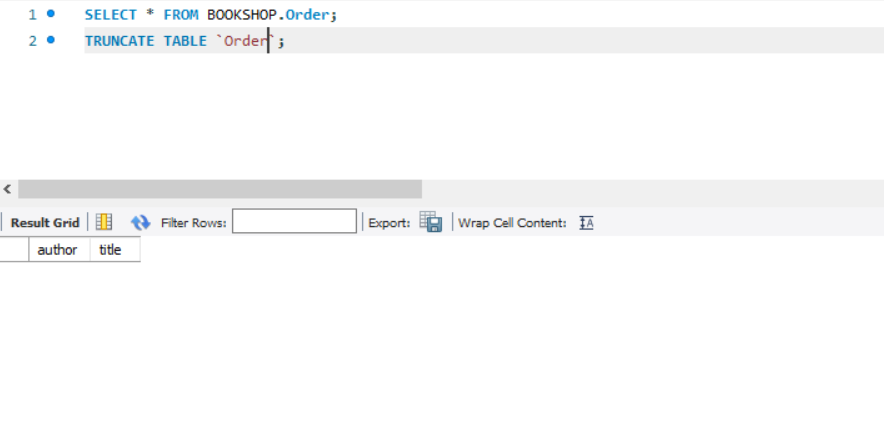 1 SELECT * FROM BOOKSHOP.Order;
2 TRUNCATE TABLE `Order`;
Result Grid Filter Rows: Export: Wrap Cell Content: IA
author title